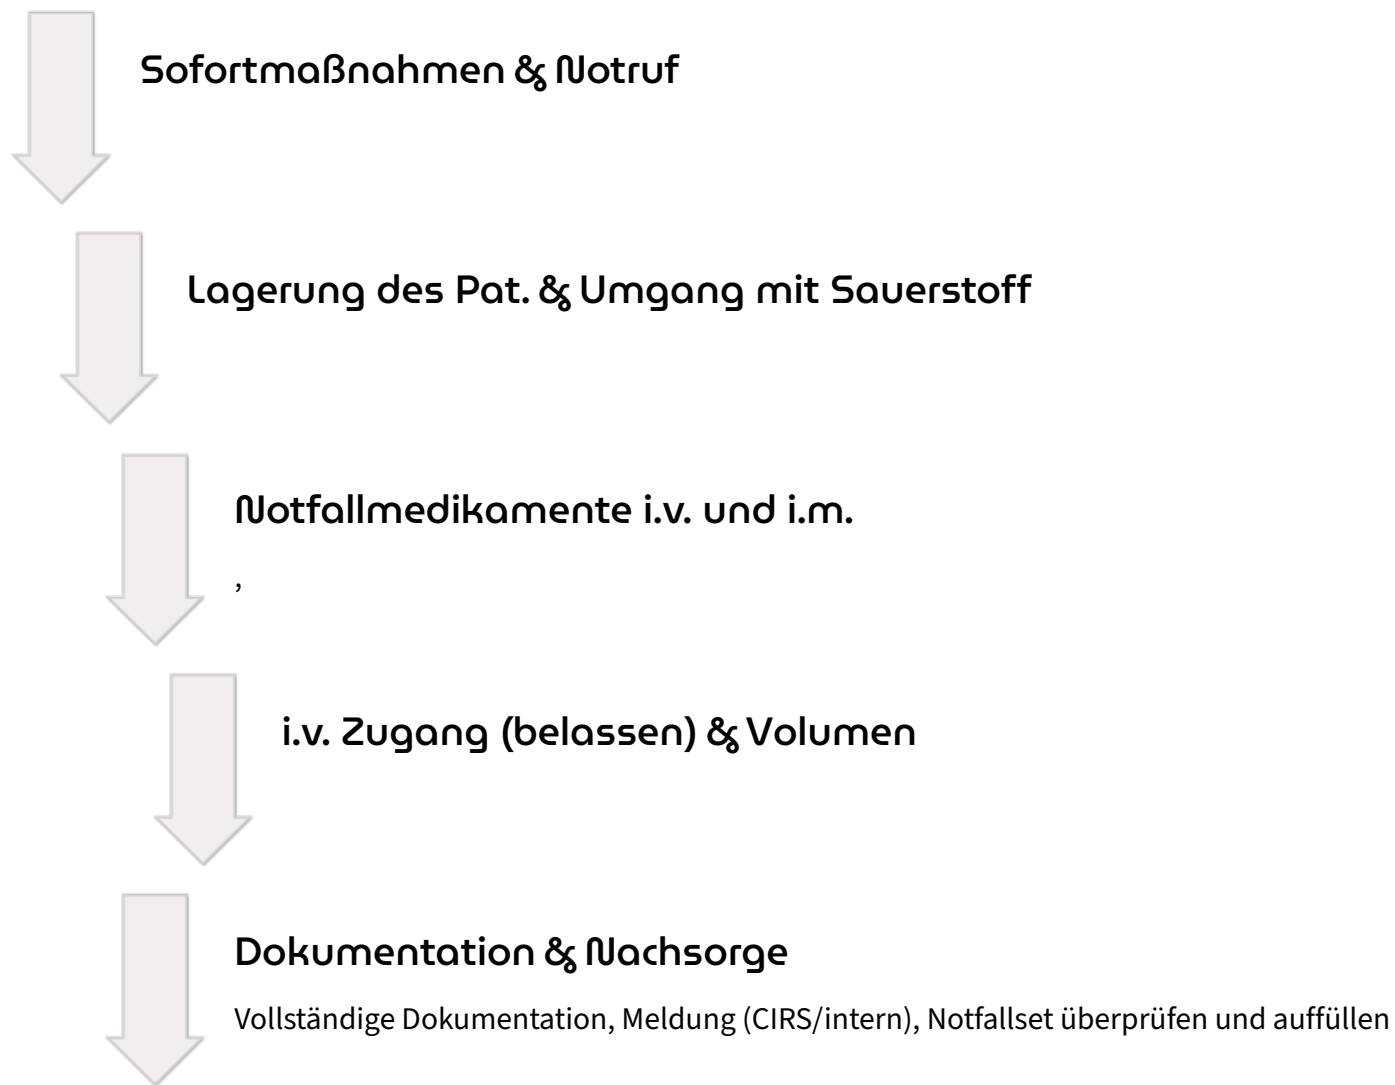 Sofortmaßnahmen & Notruf
Lagerung des Pat. & Umgang mit Sauerstoff
Notfallmedikamente i.v. und i.m.
,
i.v. Zugang (belassen) & Volumen
Dokumentation & Nachsorge
Vollständige Dokumentation, Meldung (CIRS/intern), Notfallset überprüfen und auffüllen